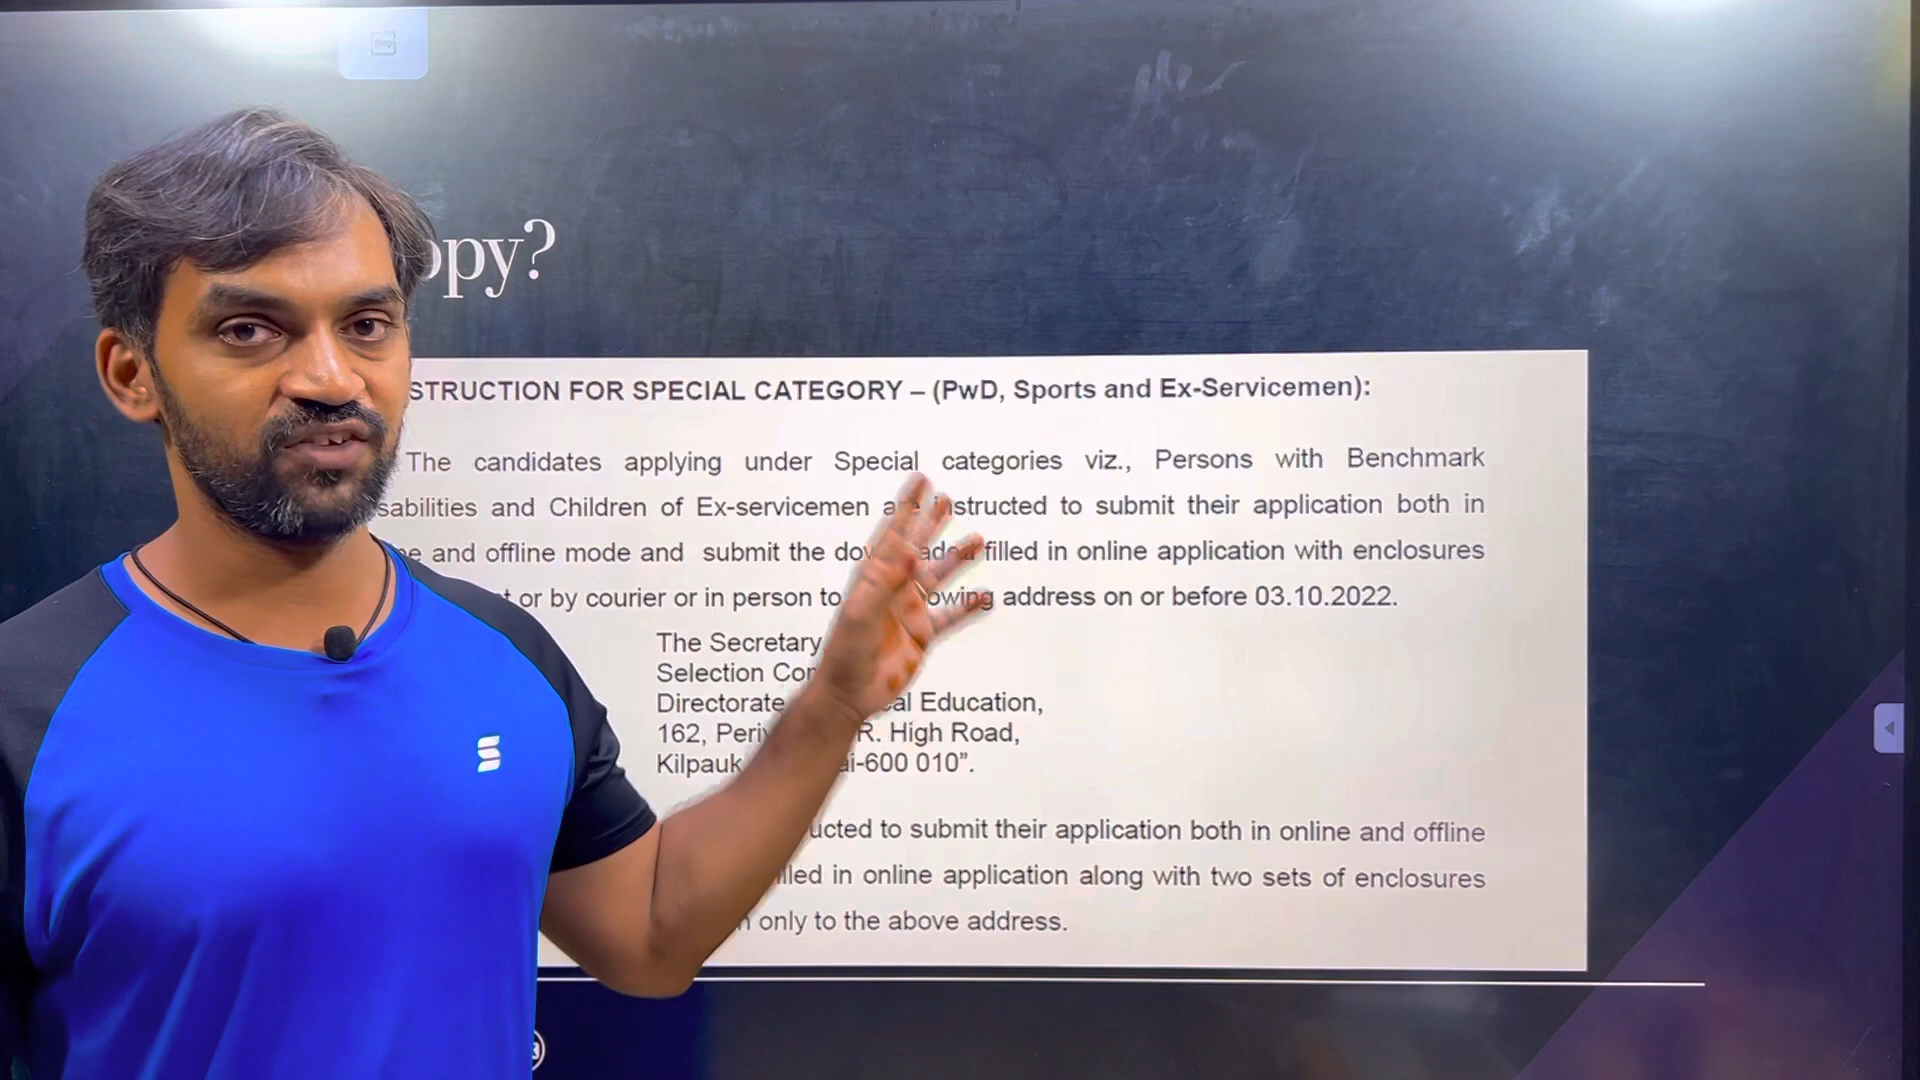 opy?
STRUCTION FOR SPECIAL CATEGORY – (PwD, Sports and Ex-Servicemen):
The candidates applying under Special categories viz., Persons with Benchmark
sabilities and Children of Ex-servicemen are instructed to submit their application both in
e and offline mode and submit the filled in online application with enclosures
or by courier or in person to owing address on or before 03.10.2022.
The Secretary
Selection Co
Directorate al Education,
162, Peri R. High Road,
Kilpauk ai-600 010”.
ucted to submit their application both in online and offline
lled in online application along with two sets of enclosures
n only to the above address.